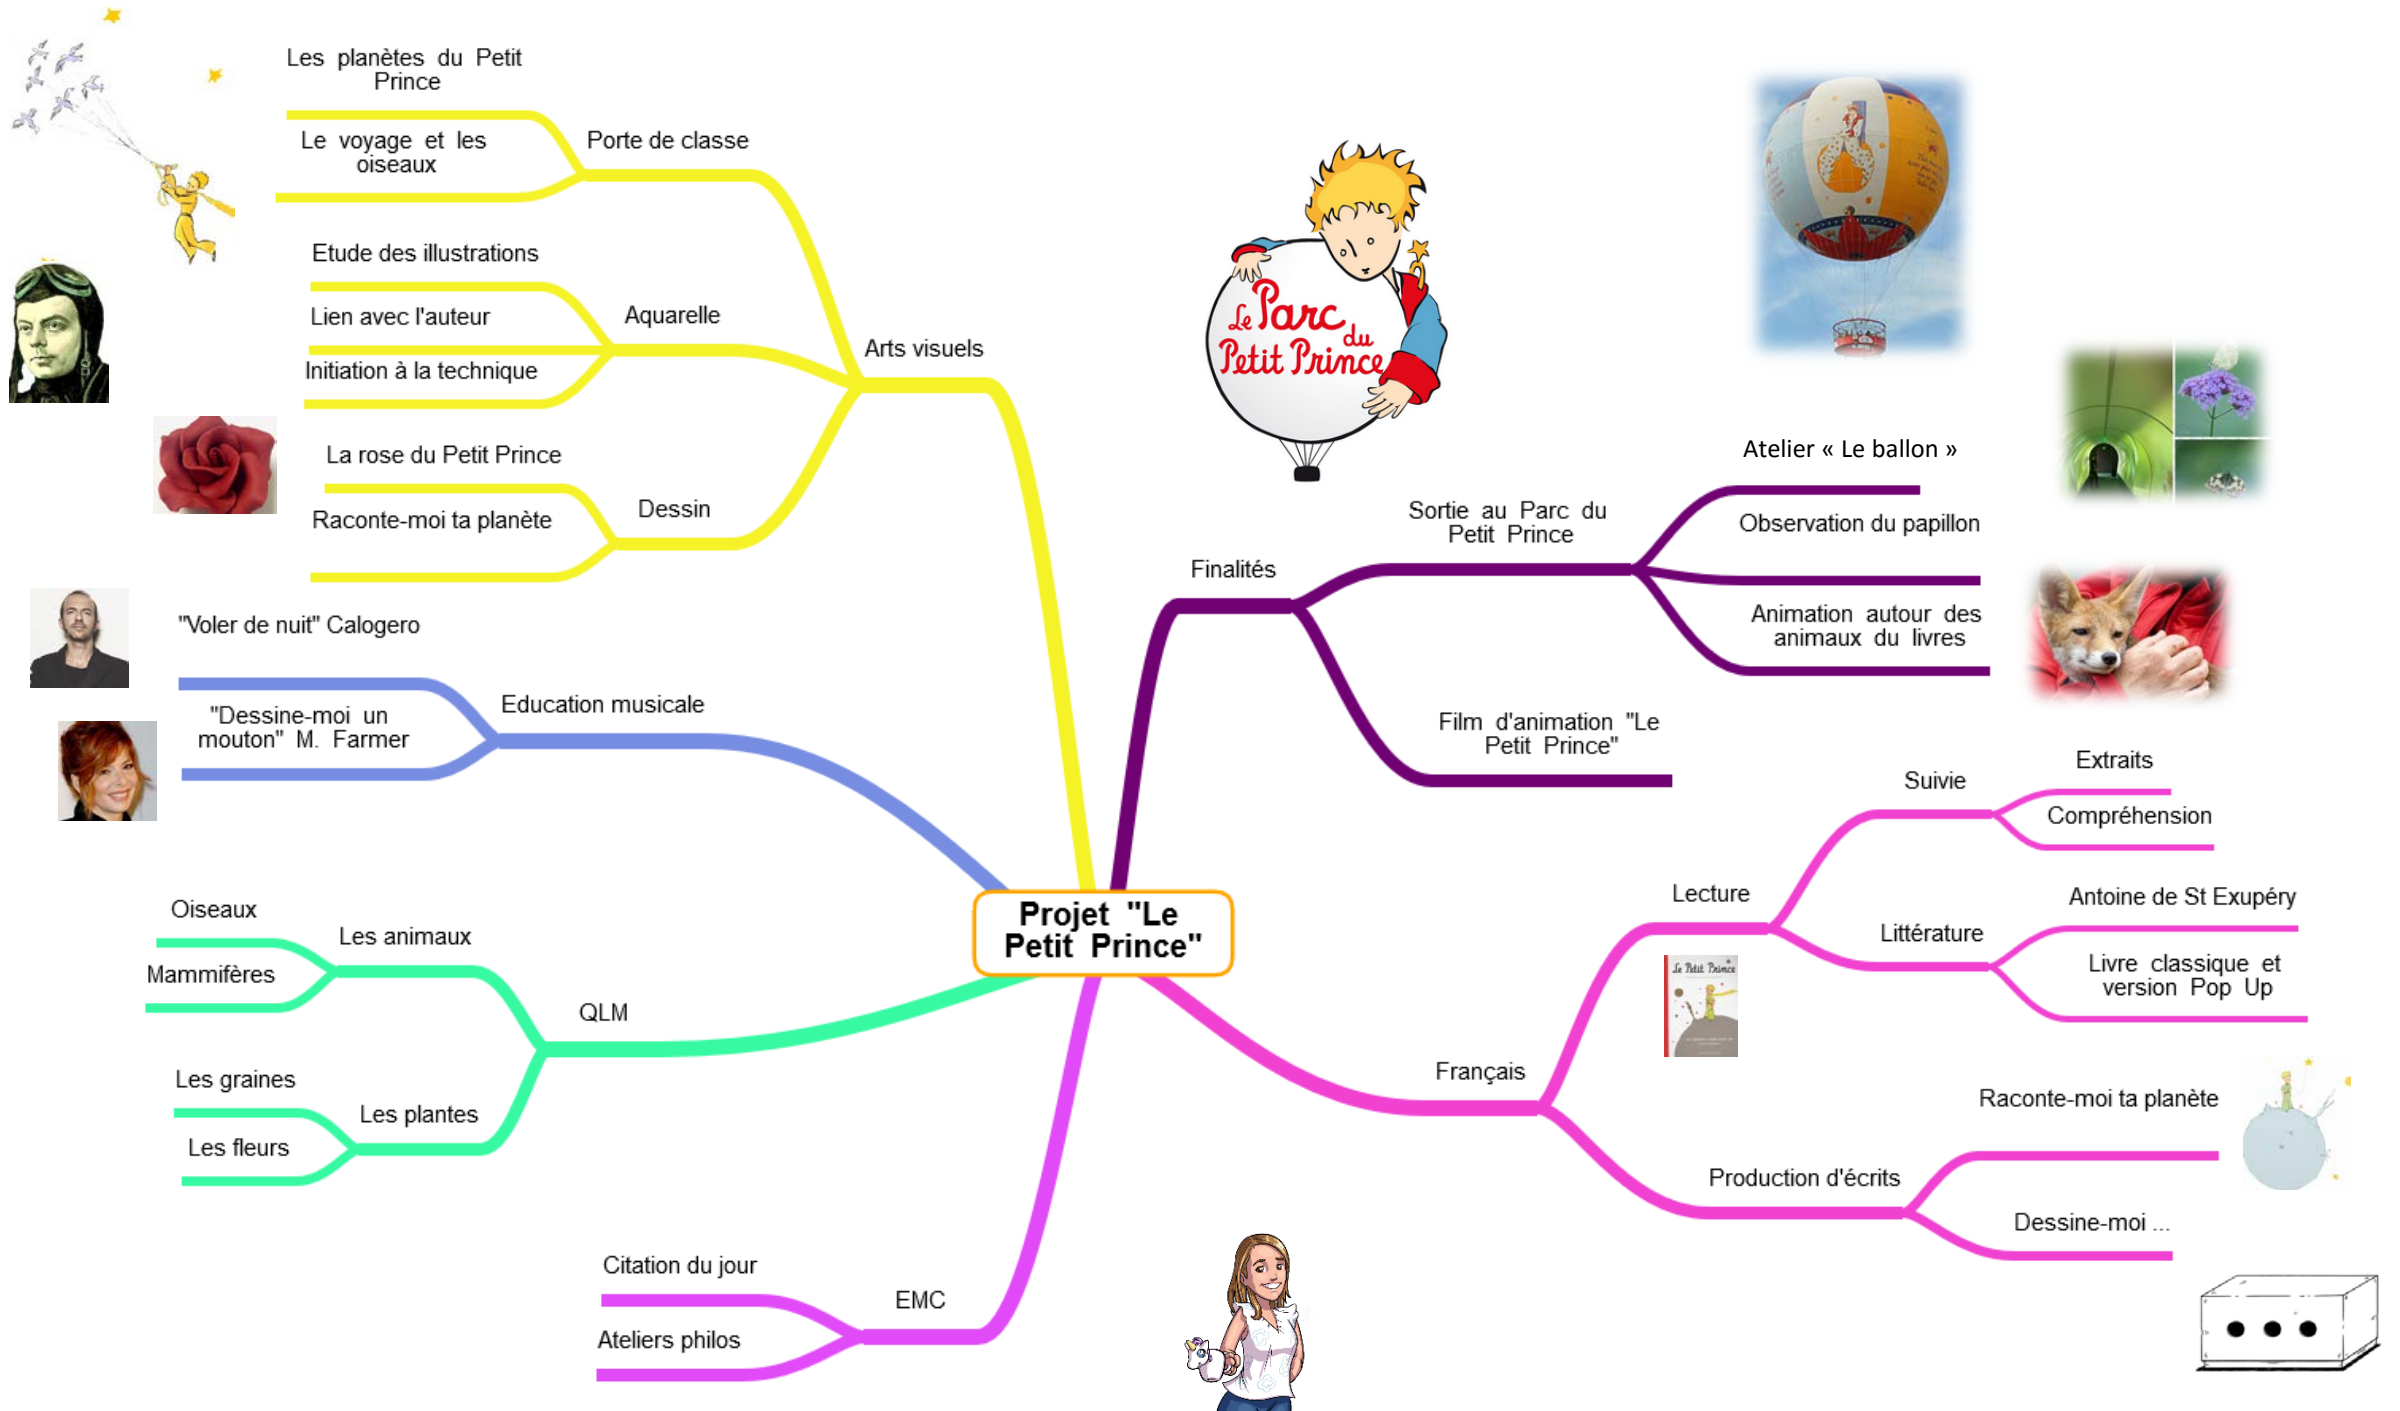 Les planètes du Petit
Prince
Le voyage et les
oiseaux
Porte de classe
Etude des illustrations
Lien avec l'auteur
Initiation à la technique
Aquarelle
La rose du Petit Prince
Raconte-moi ta planète
Dessin
Arts visuels
"Voler de nuit" Calogero
"Dessine-moi un
mouton" M. Farmer
Education musicale
Oiseaux
Mammifères
Les animaux
Les graines
Les fleurs
Les plantes
QLM
Citation du jour
Ateliers philos
EMC
Projet "Le
Petit Prince"
Le Parc
du
Petit Prince
Finalités
Sortie au Parc du
Petit Prince
Atelier « Le ballon »
Observation du papillon
Animation autour des
animaux du livres
Film d'animation "Le
Petit Prince"
Français
Lecture
Suivie
Extraits
Compréhension
Littérature
Antoine de St Exupéry
Livre classique et
version Pop Up
Le Petit Prince
Production d'écrits
Raconte-moi ta planète
Dessine-moi ...